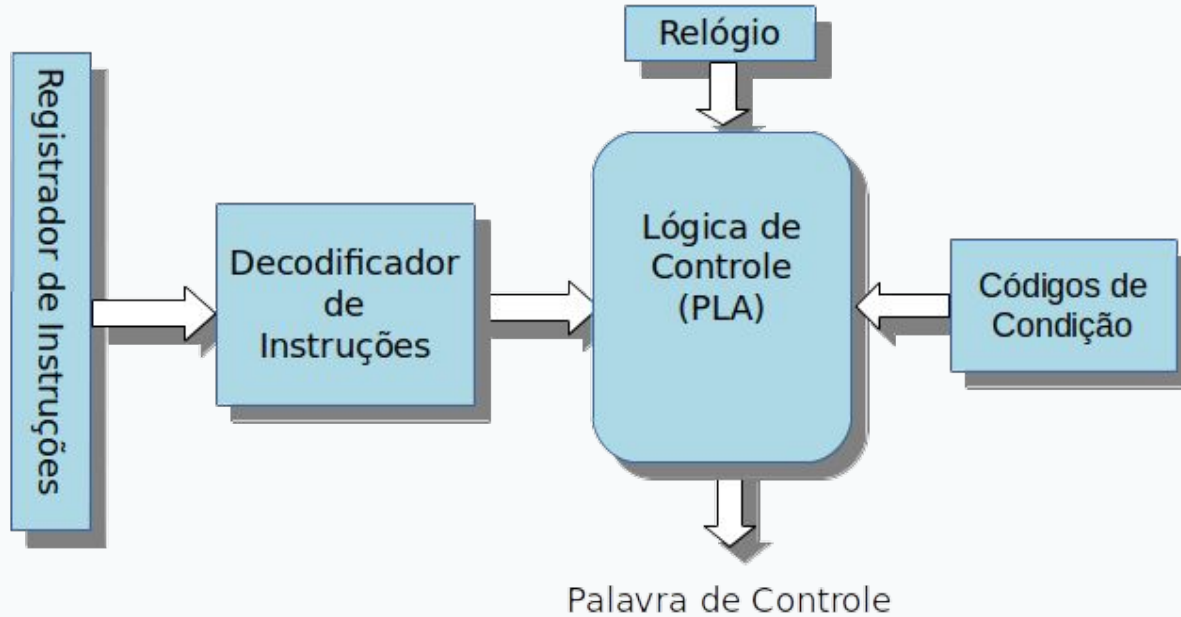 Relógio
Registrador de Instruções
Decodificador
de
Instruções
Lógica de
Controle
(PLA)
Códigos de
Condição
Palavra de Controle